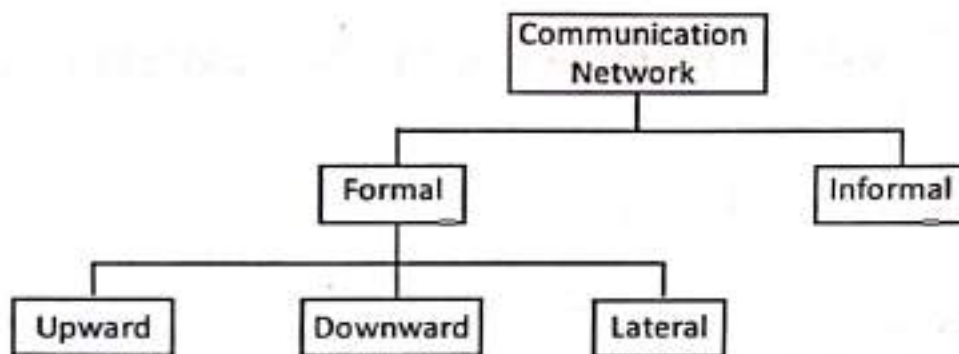 Communication
Network
Formal
Informal
Upward
Downward
Lateral